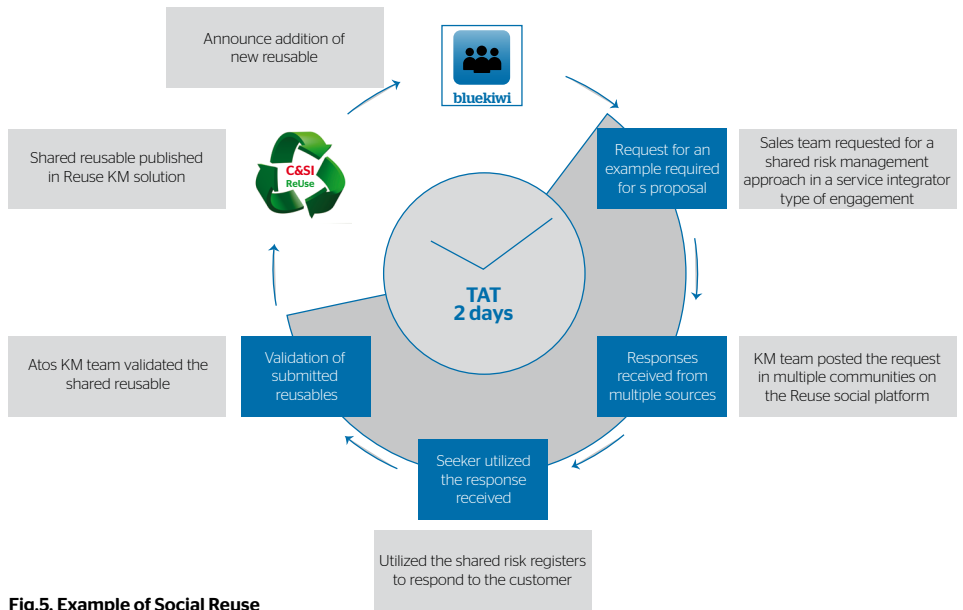 Announce addition of
new reusable
bluekiwi
Request for an
example required
for s proposal
Sales team requested for a
shared risk management
approach in a service integrator
type of engagement
Shared reusable published
in Reuse KM solution
C&SI
ReUse
TAT
2 days
Atos KM team validated the
shared reusable
Validation of
submitted
reusables
Responses
received from
multiple sources
KM team posted the request
in multiple communities on
the Reuse social platform
Seeker utilized
the response
received
Utilized the shared risk registers
to respond to the customer
Fig.5. Example of Social Reuse